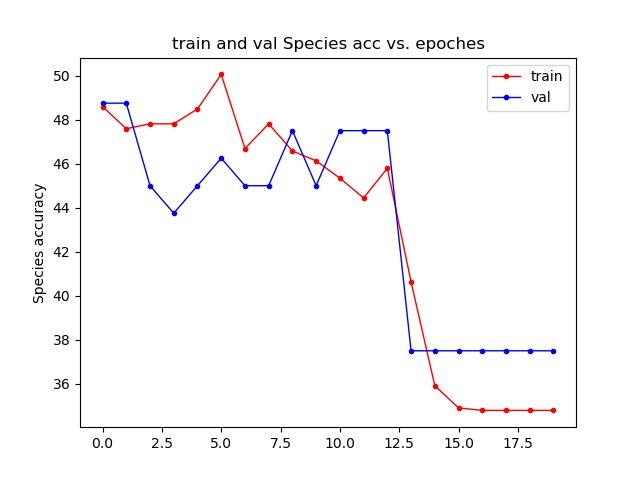 train and val Species acc vs. epoches
train
val
Species accuracy
50
48
46
44
42
40
38
36
0.0 2.5 5.0 7.5 10.0 12.5 15.0 17.5